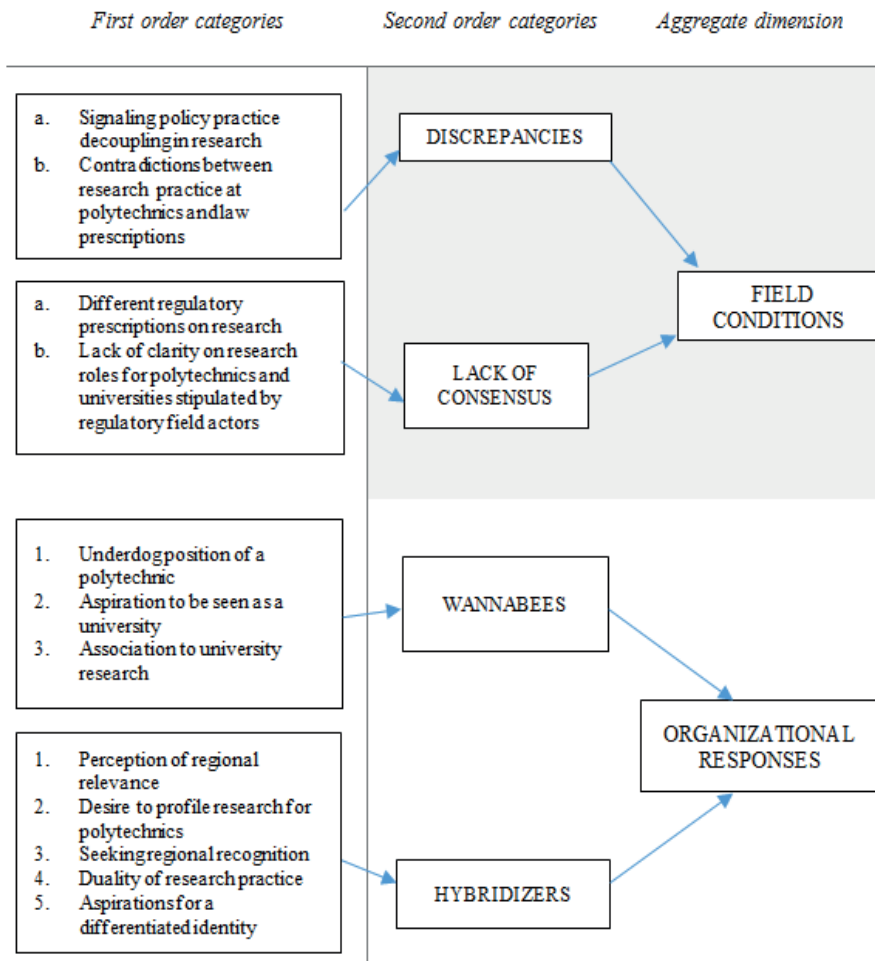 First order categories
Second order categories
Aggregate dimension
a. Signaling policy practice
decoupling in research
b. Contradictions between
research practice at
polytechnics and law
prescriptions
DISCREPANCIES
a. Different regulatory
prescriptions on research
b. Lack of clarity on research
roles for polytechnics and
universities stipulated by
regulatory field actors
LACK OF
CONSENSUS
FIELD
CONDITIONS
1. Underdog position of a
polytechnic
2. Aspiration to be seen as a
university
3. Association to university
research
WANNABEES
1. Perception of regional
relevance
2. Desire to profile research for
polytechnics
3. Seeking regional recognition
4. Duality of research practice
5. Aspirations for a
differentiated identity
HYBRIDIZERS
ORGANIZATIONAL
RESPONSES